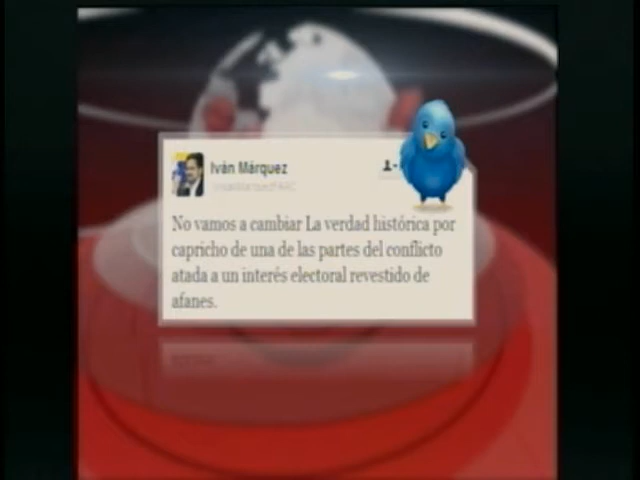 Iván Márquez
No vamos a cambiar La verdad histórica por
capricho de una de las partes del conflicto
atada a un interés electoral revestido de
afanes.